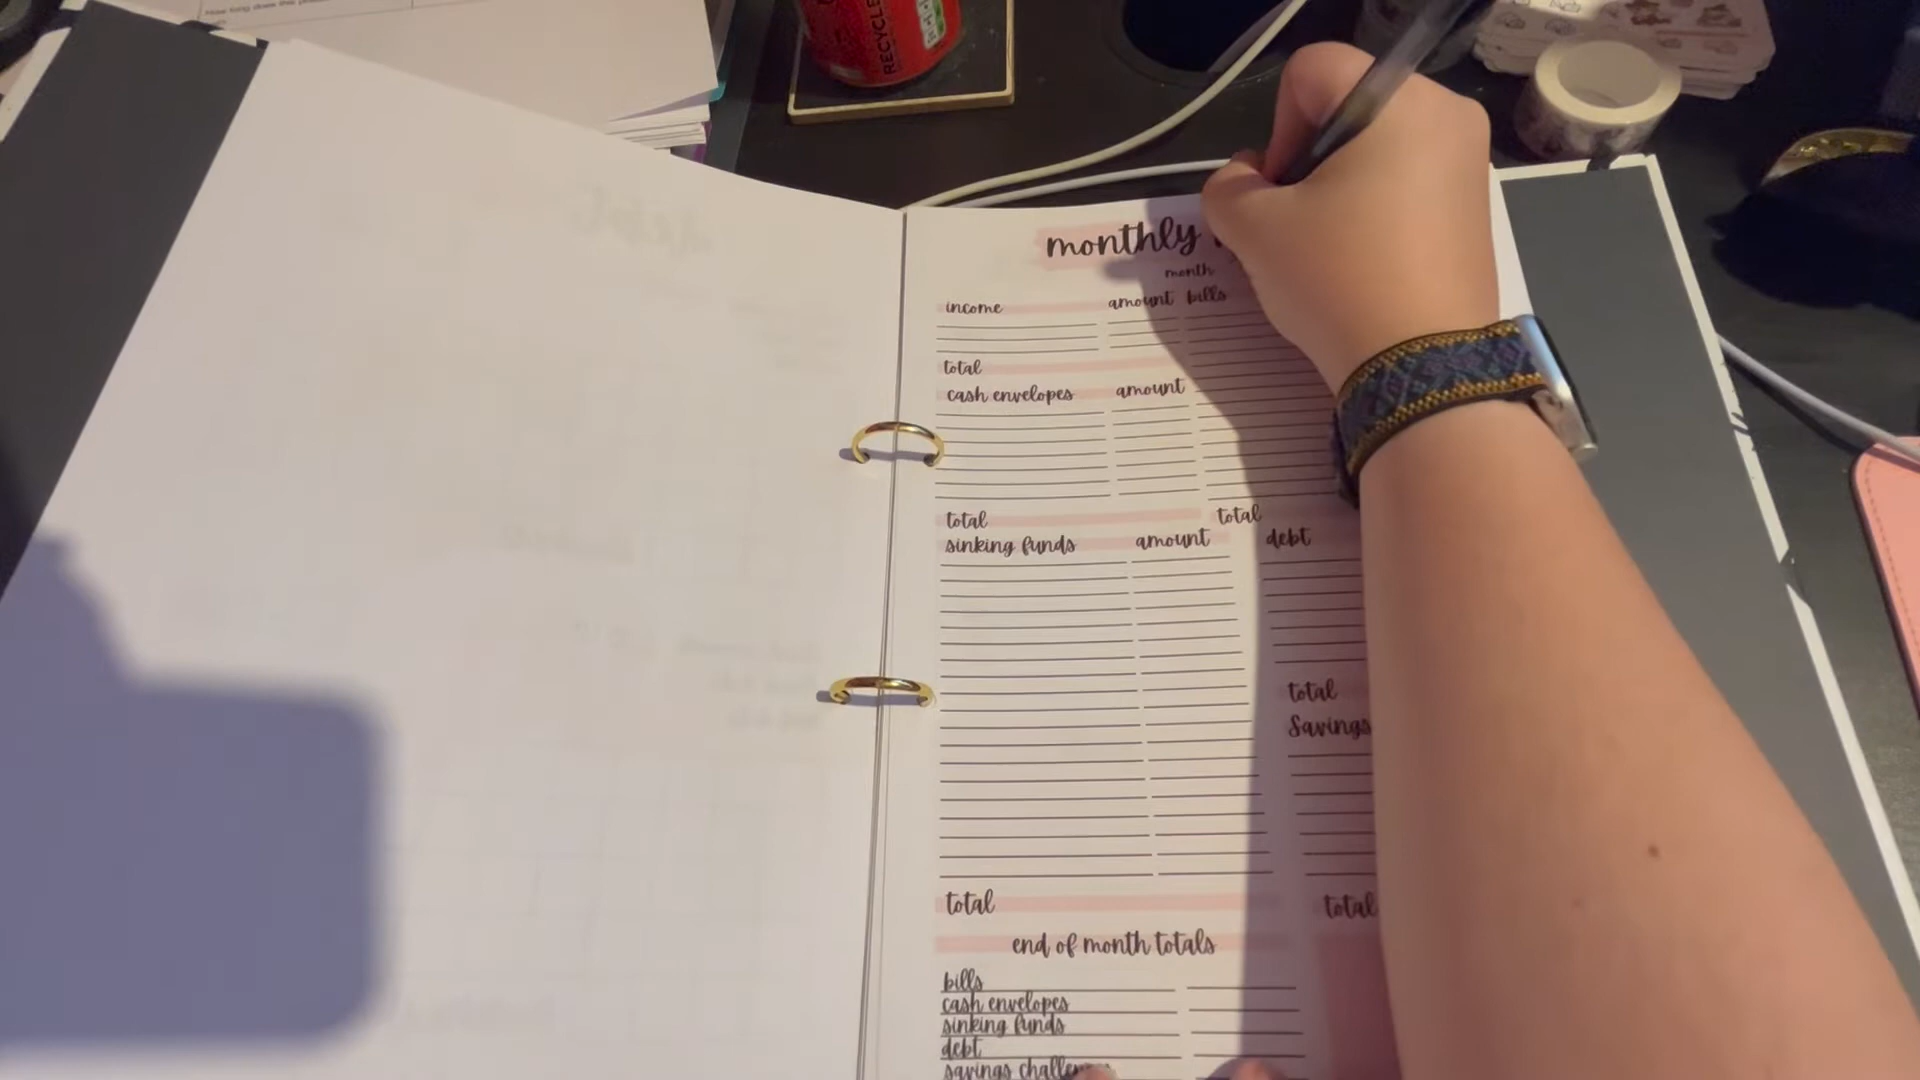 RECYCLE
monthly
month
income amount bills
total
cash envelopes amount
total total
sinking funds amount debt
total
Savings
total total
end of month totals
bills
cash envelopes
sinking funds
debt
savings